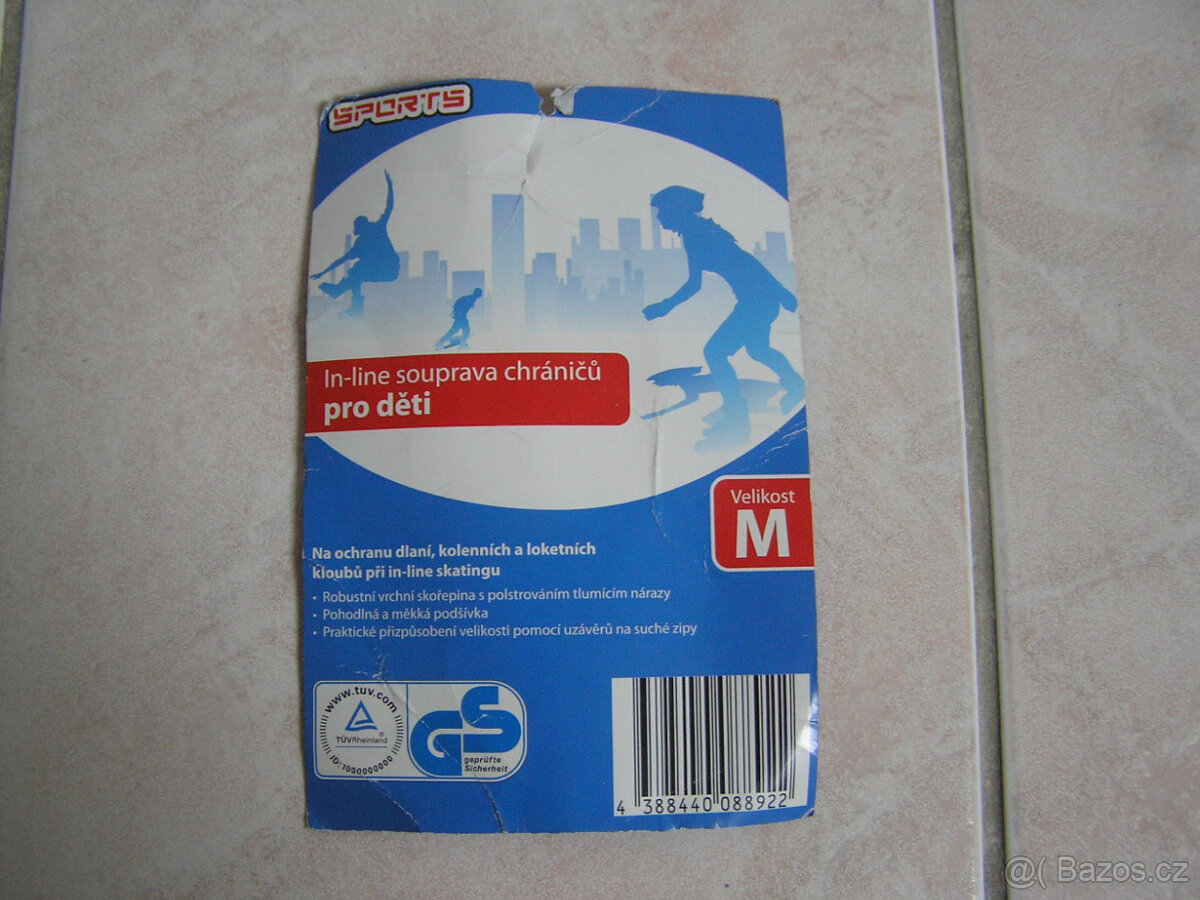 SPORTS
In-line souprava chráničů
pro děti
Velikost
M
Na ochranu dlaní, kolenních a loketních
kloubů při in-line skatingu
• Robustní vrchní skořepina s polstrováním tlumícím nárazy
• Pohodlná a měkká podšívka
• Praktické přizpůsobení velikosti pomocí uzávěrů na suché zipy
www.tuv.com
TÜVRheinland®
ID:1000000000
GS
geprüfte
Sicherheit
4 388440 088922
@( Bazos.cz